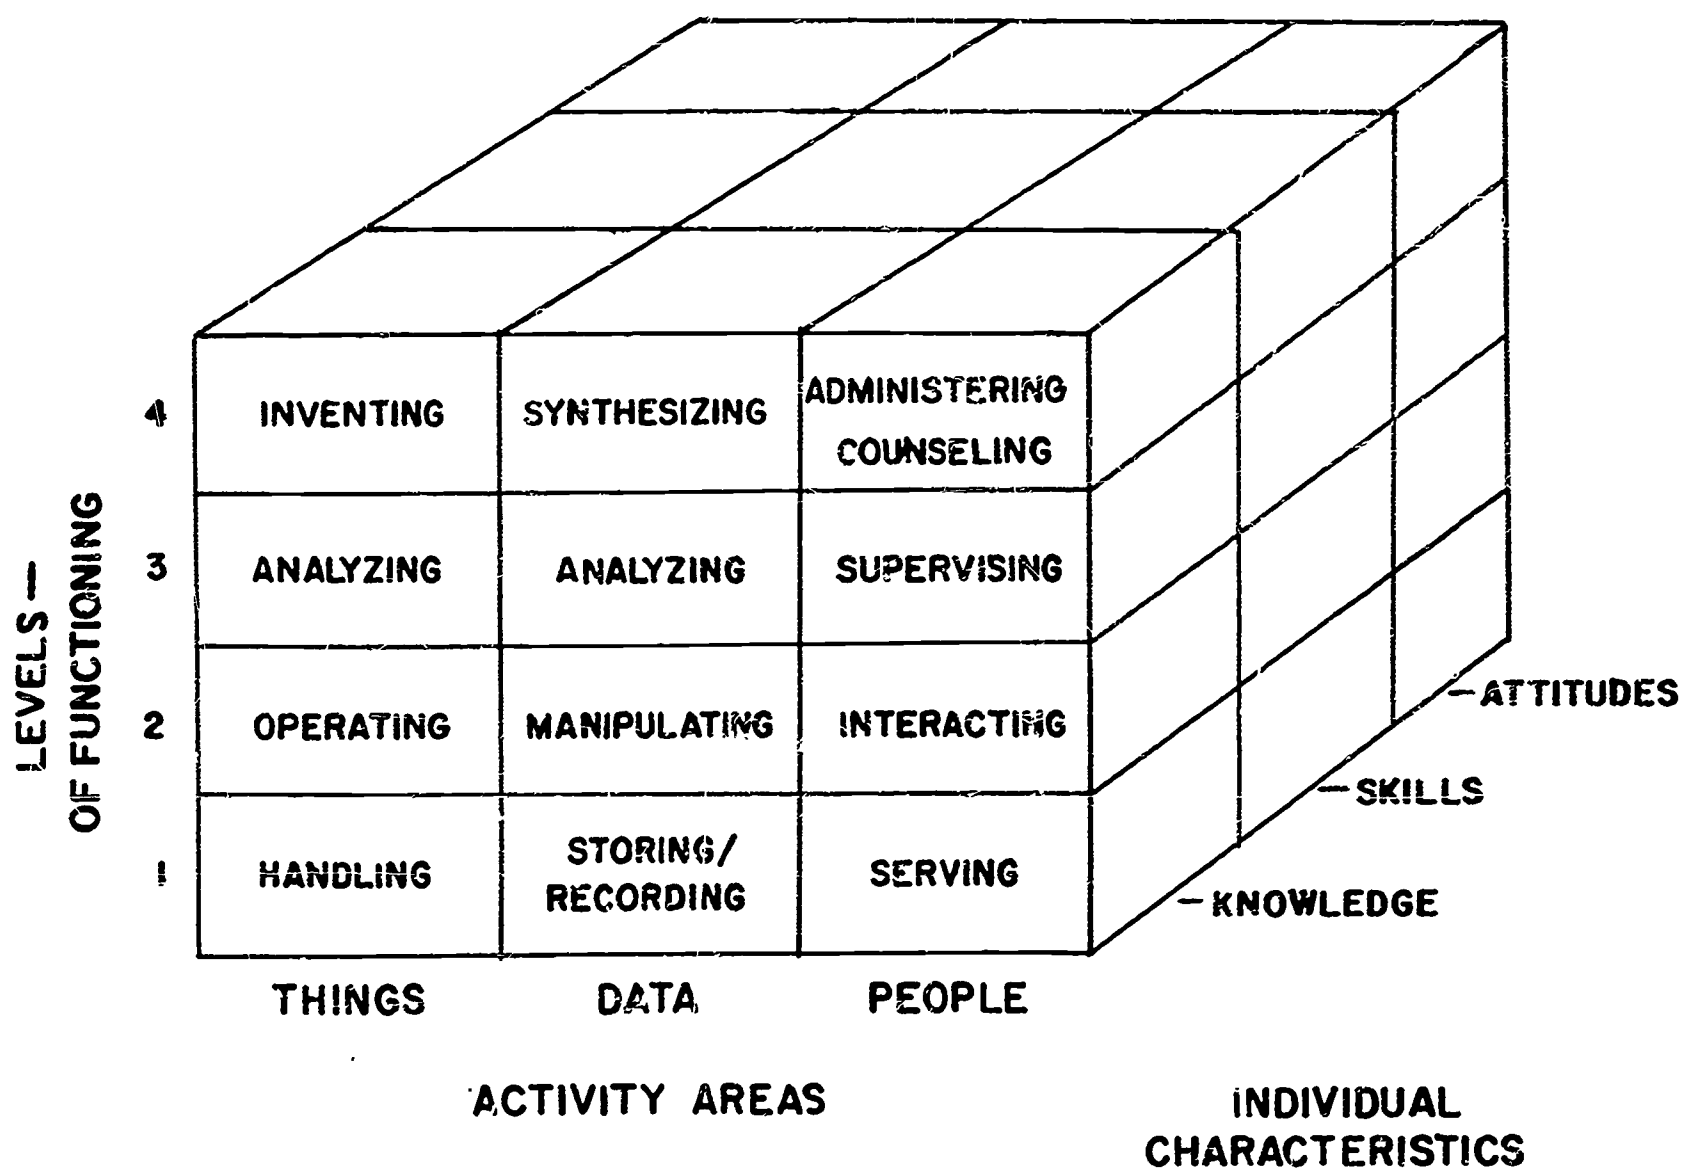 4 INVENTING SYNTHESIZING ADMINISTERING
COUNSELING
LEVELS—
OF FUNCTIONING
3 ANALYZING ANALYZING SUPERVISING
2 OPERATING MANIPULATING INTERACTING
1 HANDLING STORING/
RECORDING SERVING
—ATTITUDES
—SKILLS
—KNOWLEDGE
THINGS DATA PEOPLE
ACTIVITY AREAS
INDIVIDUAL
CHARACTERISTICS